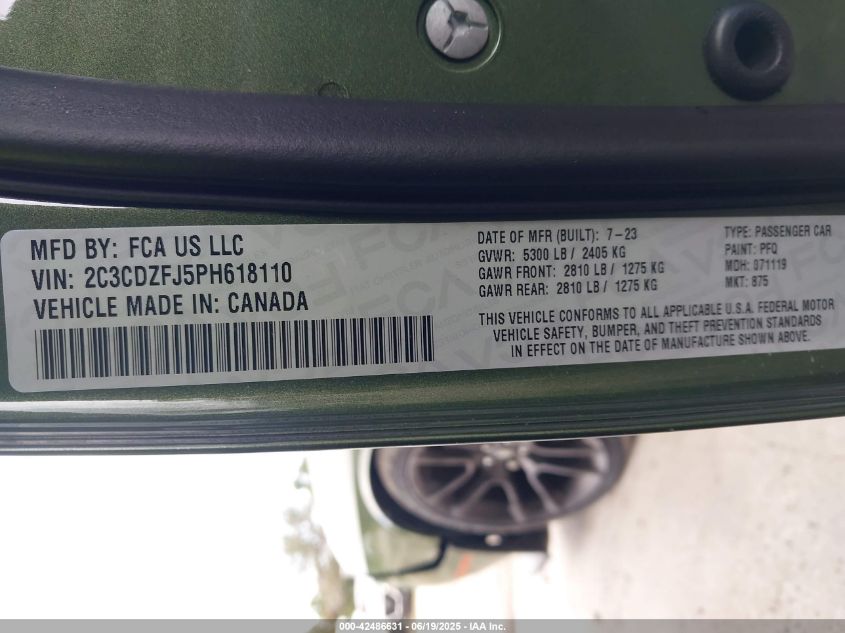 MFD BY: FCA US LLC
VIN: 2C3CDZFJ5PH618110
VEHICLE MADE IN: CANADA
DATE OF MFR (BUILT): 7-23
GVWR: 5300 LB / 2405 KG
GAWR FRONT: 2810 LB / 1275 KG
GAWR REAR: 2810 LB / 1275 KG
TYPE: PASSENGER CAR
PAINT: PFQ
MDH: 071119
MKT: 875
THIS VEHICLE CONFORMS TO ALL APPLICABLE U.S.A. FEDERAL MOTOR
VEHICLE SAFETY, BUMPER, AND THEFT PREVENTION STANDARDS
IN EFFECT ON THE DATE OF MANUFACTURE SHOWN ABOVE.
000-42486631 - 06/19/2025 - IAA Inc.